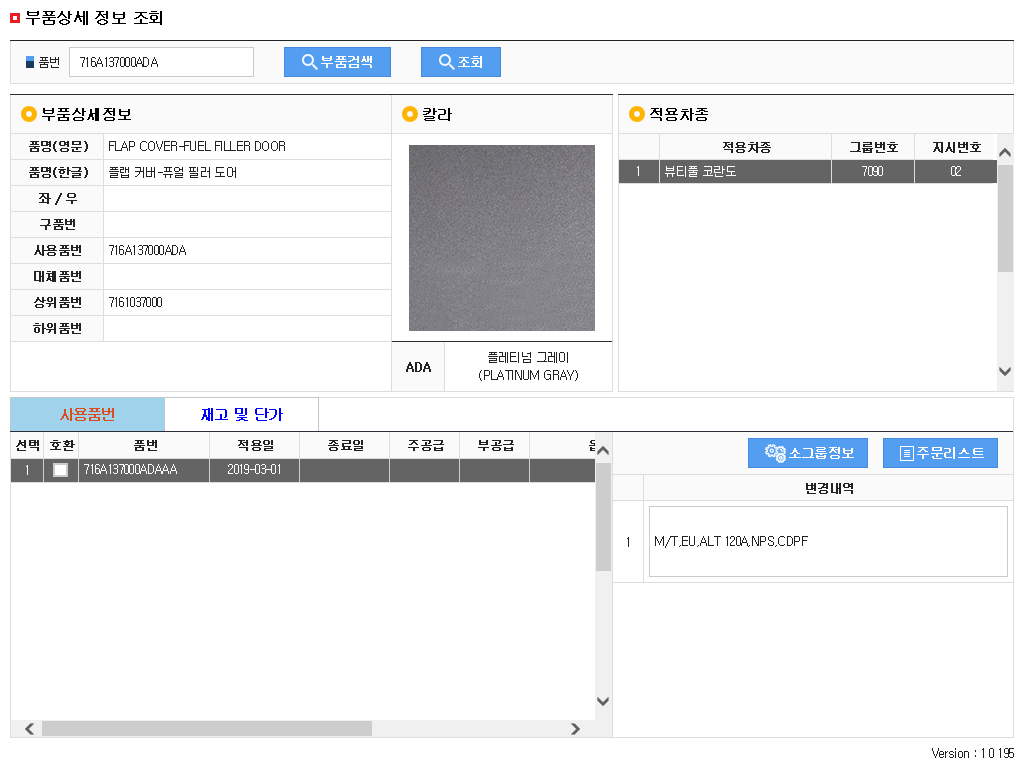 부품상세 정보 조회
품번 716A137000ADA 부품검색 조회
부품상세정보 칼라 적용차종
품명(영문) FLAP COVER-FUEL FILLER DOOR
품명(한글) 플랩 커버-퓨얼 필러 도어
좌 / 우
구품번
사용품번 716A137000ADA
대체품번
상위품번 7161037000
하위품번
ADA 플레티넘 그레이
(PLATINUM GRAY)
적용차종 그룹번호 지시번호
1 뷰티풀 코란도 7090 02
사용품번 재고 및 단가
선택 호환 품번 적용일 종료일 주공급 부공급
1 716A137000ADAAA 2019-03-01
소그룹정보 주문리스트
변경내역
1 M/T,EU,ALT 120A,NPS,CDPF
Version : 1.0.195